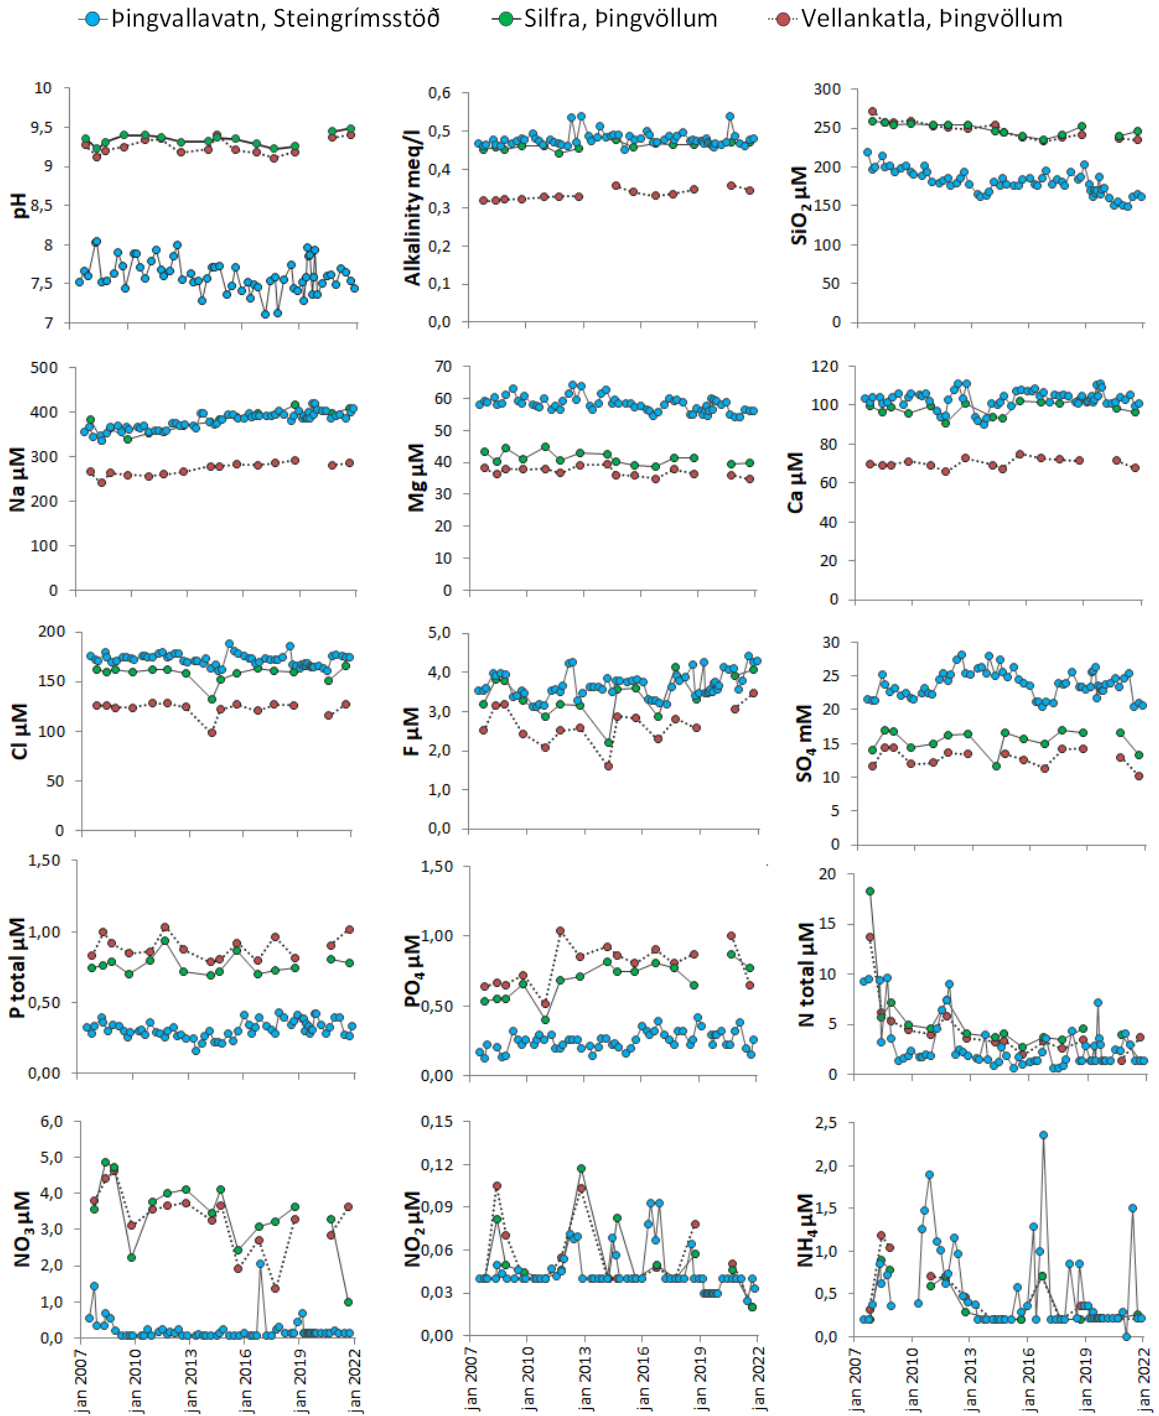 Þingvallavatn, Steingrímsstöð Silfra, Þingvöllum Vellankatla, Þingvöllum
pH
10
9,5
9
8,5
8
7,5
7
Alkalinity meq/l
0,6
0,5
0,4
0,3
0,2
0,1
0,0
SiO₂ µM
300
250
200
150
100
50
0
Na µM
500
400
300
200
100
0
Mg µM
70
60
50
40
30
20
10
0
Ca µM
120
100
80
60
40
20
0
Cl µM
200
150
100
50
0
F µM
5,0
4,0
3,0
2,0
1,0
0,0
SO₄ mM
30
25
20
15
10
5
0
P total µM
1,50
1,00
0,50
0,00
PO₄ µM
1,50
1,00
0,50
0,00
N total µM
20
15
10
5
0
NO₃ µM
6,0
5,0
4,0
3,0
2,0
1,0
0,0
jan 2007
jan 2010
jan 2013
jan 2016
jan 2019
jan 2022
NO₂ µM
0,15
0,12
0,09
0,06
0,03
0,00
jan 2007
jan 2010
jan 2013
jan 2016
jan 2019
jan 2022
NH₄ µM
2,5
2,0
1,5
1,0
0,5
0,0
jan 2007
jan 2010
jan 2013
jan 2016
jan 2019
jan 2022